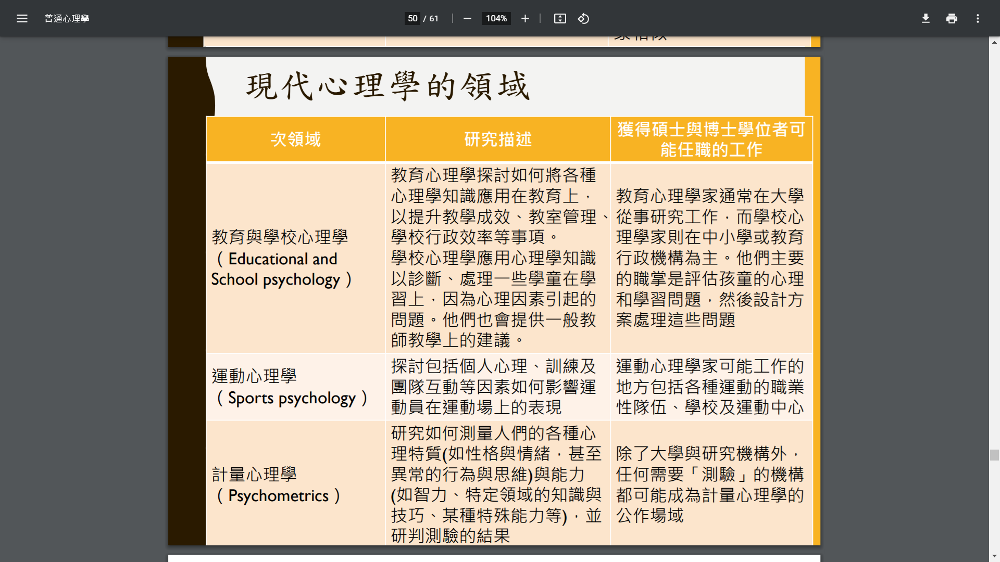 普通心理學
50 / 61
104%
現代心理學的領域
次領域
研究描述
獲得碩士與博士學位者可
能任職的工作
教育與學校心理學
（Educational and
School psychology）
教育心理學探討如何將各種
心理學知識應用在教育上，
以提升教學成效、教室管理、
學校行政效率等事項。
學校心理學應用心理學知識
以診斷、處理一些學童在學
習上，因為心理因素引起的
問題。他們也會提供一般教
師教學上的建議。
教育心理學家通常在大學
從事研究工作，而學校心
理學家則在中小學或教育
行政機構為主。他們主要
的職掌是評估孩童的心理
和學習問題，然後設計方
案處理這些問題
運動心理學
（Sports psychology）
探討包括個人心理、訓練及
團隊互動等因素如何影響運
動員在運動場上的表現
運動心理學家可能工作的
地方包括各種運動的職業
性隊伍、學校及運動中心
計量心理學
（Psychometrics）
研究如何測量人們的各種心
理特質(如性格與情緒，甚至
異常的行為與思維)與能力
(如智力、特定領域的知識與
技巧、某種特殊能力等)，並
研判測驗的結果
除了大學與研究機構外，
任何需要「測驗」的機構
都可能成為計量心理學的
公作場域